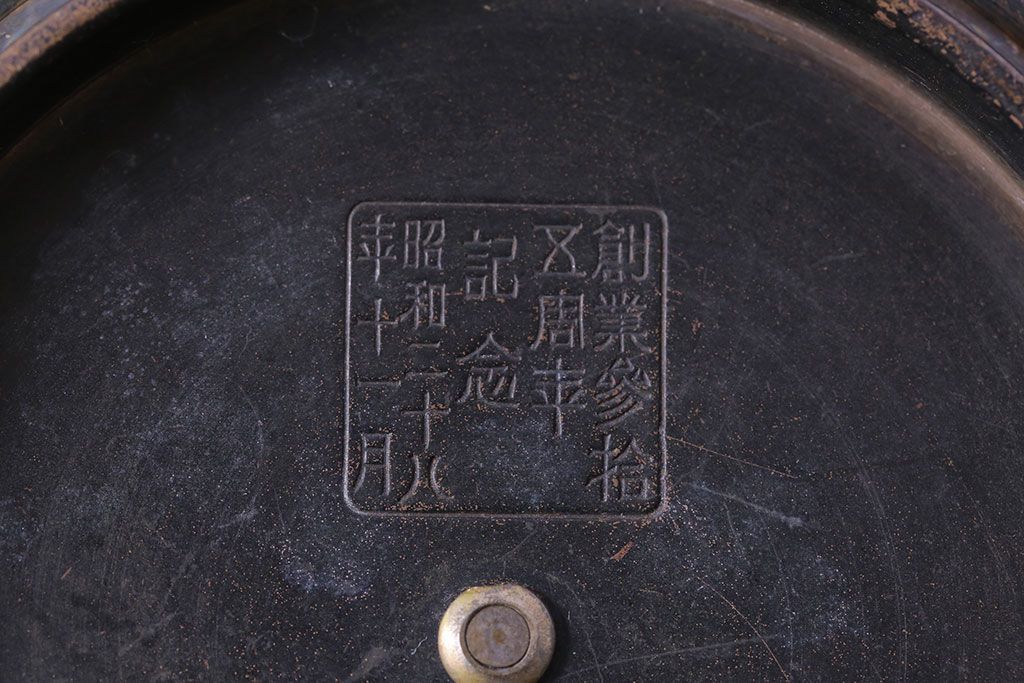 創業參拾
五周年
記念
昭和二十八
年十一月